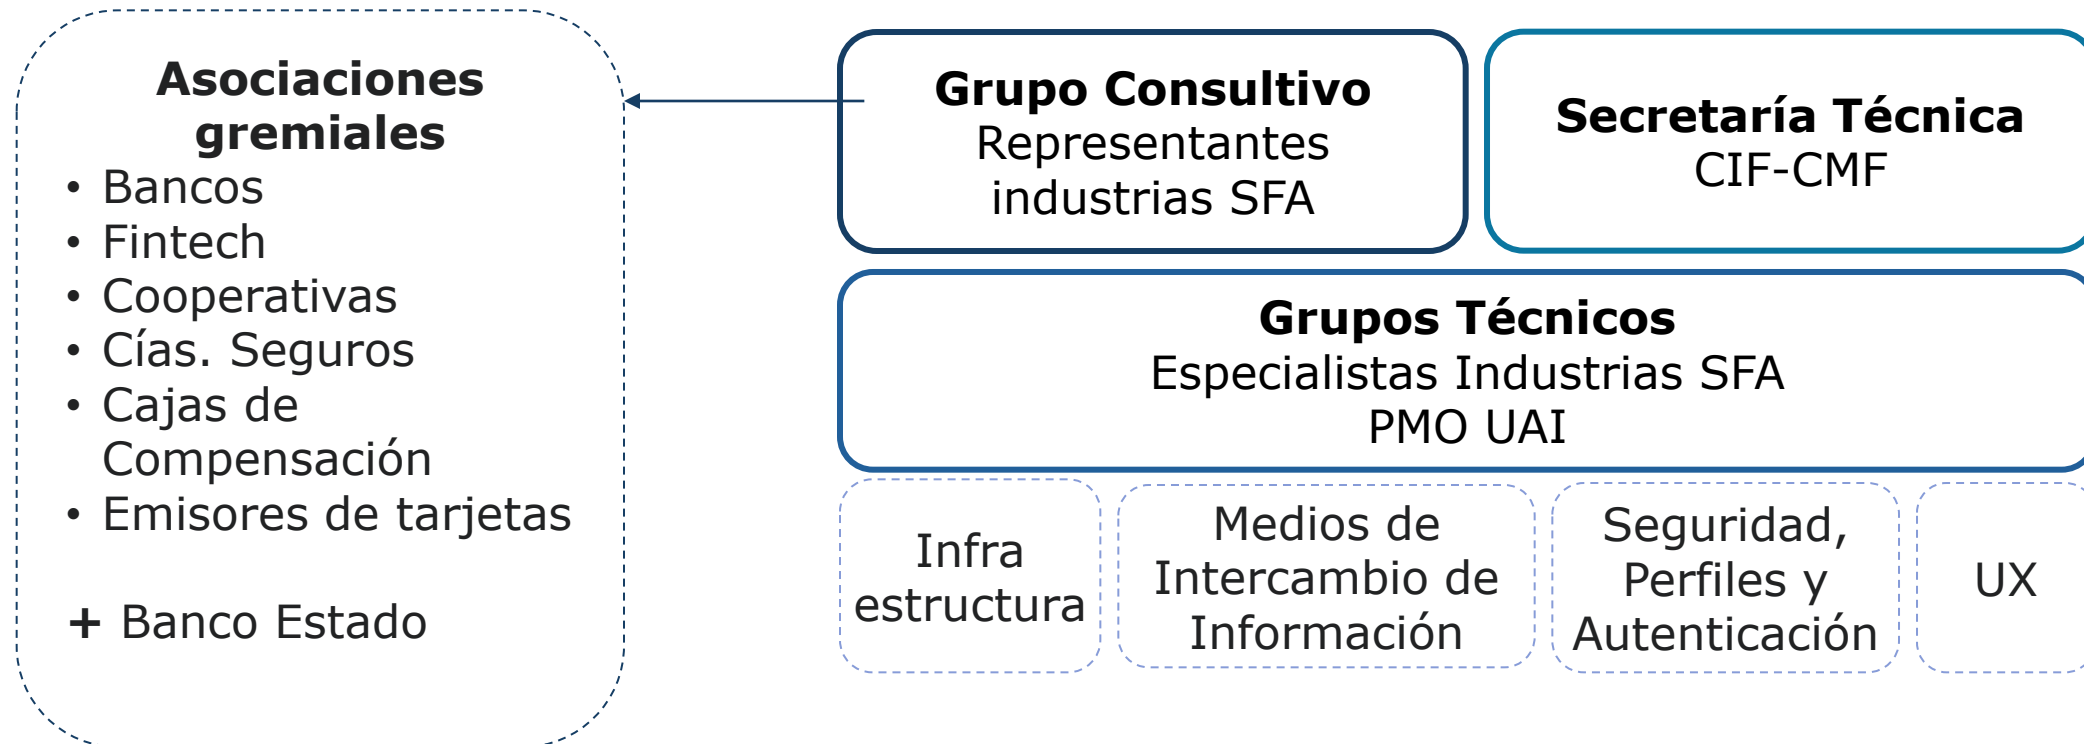 Asociaciones
gremiales
• Bancos
• Fintech
• Cooperativas
• Cías. Seguros
• Cajas de
Compensación
• Emisores de tarjetas
+ Banco Estado
Grupo Consultivo
Representantes
industrias SFA
Secretaría Técnica
CIF-CMF
Grupos Técnicos
Especialistas Industrias SFA
PMO UAI
Infra
estructura
Medios de
Intercambio de
Información
Seguridad,
Perfiles y
Autenticación
UX